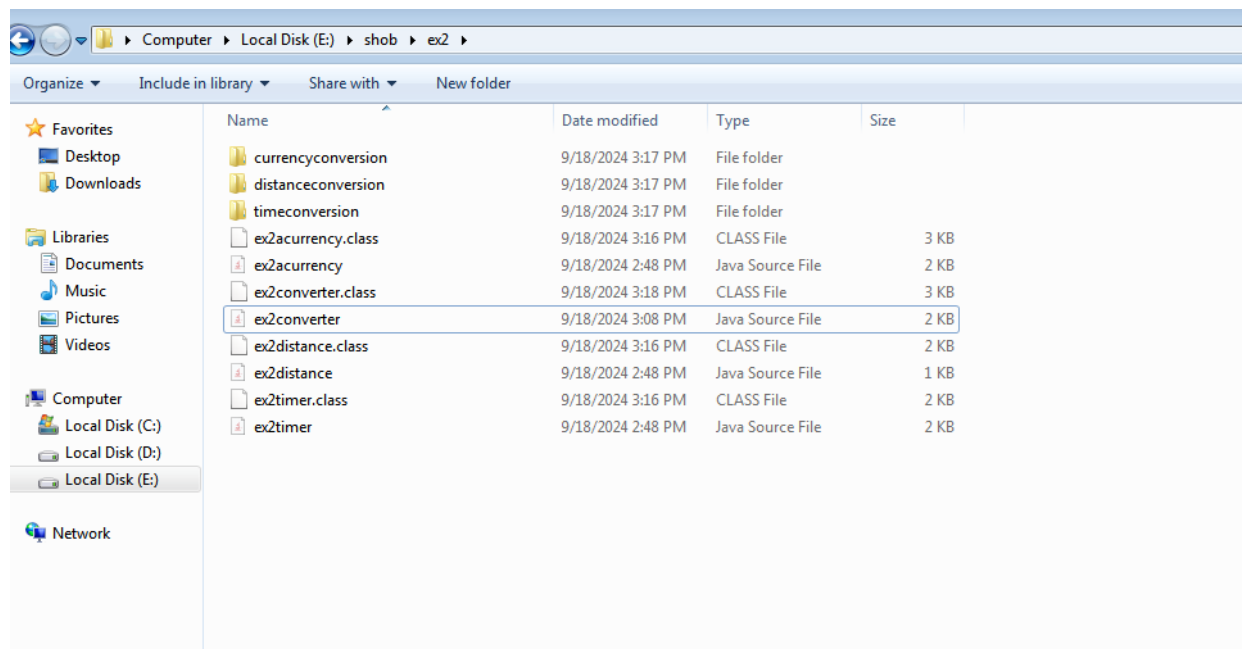 Computer Local Disk (E:) shob ex2
Organize Include in library Share with New folder
Favorites
Desktop
Downloads
Libraries
Documents
Music
Pictures
Videos
Computer
Local Disk (C:)
Local Disk (D:)
Local Disk (E:)
Network
Name Date modified Type Size
currencyconversion 9/18/2024 3:17 PM File folder
distanceconversion 9/18/2024 3:17 PM File folder
timeconversion 9/18/2024 3:17 PM File folder
ex2acurrency.class 9/18/2024 3:16 PM CLASS File 3 KB
ex2acurrency 9/18/2024 2:48 PM Java Source File 2 KB
ex2converter.class 9/18/2024 3:18 PM CLASS File 3 KB
ex2converter 9/18/2024 3:08 PM Java Source File 2 KB
ex2distance.class 9/18/2024 3:16 PM CLASS File 2 KB
ex2distance 9/18/2024 2:48 PM Java Source File 1 KB
ex2timer.class 9/18/2024 3:16 PM CLASS File 2 KB
ex2timer 9/18/2024 2:48 PM Java Source File 2 KB